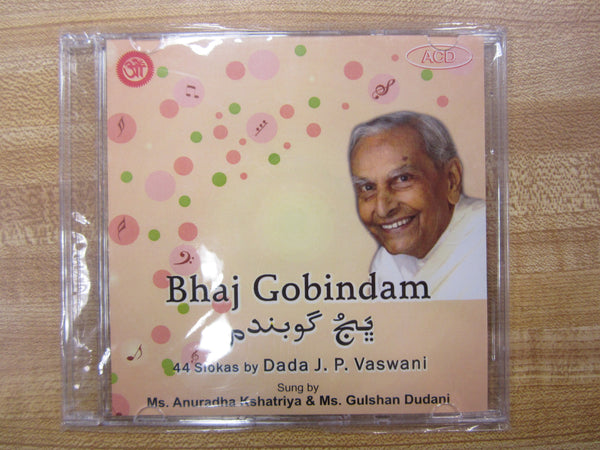 ॐ
ACD
Bhaj Gobindam
ڀڄُ گوبندم
44 Slokas by Dada J. P. Vaswani
Sung by
Ms. Anuradha Kshatriya & Ms. Gulshan Dudani